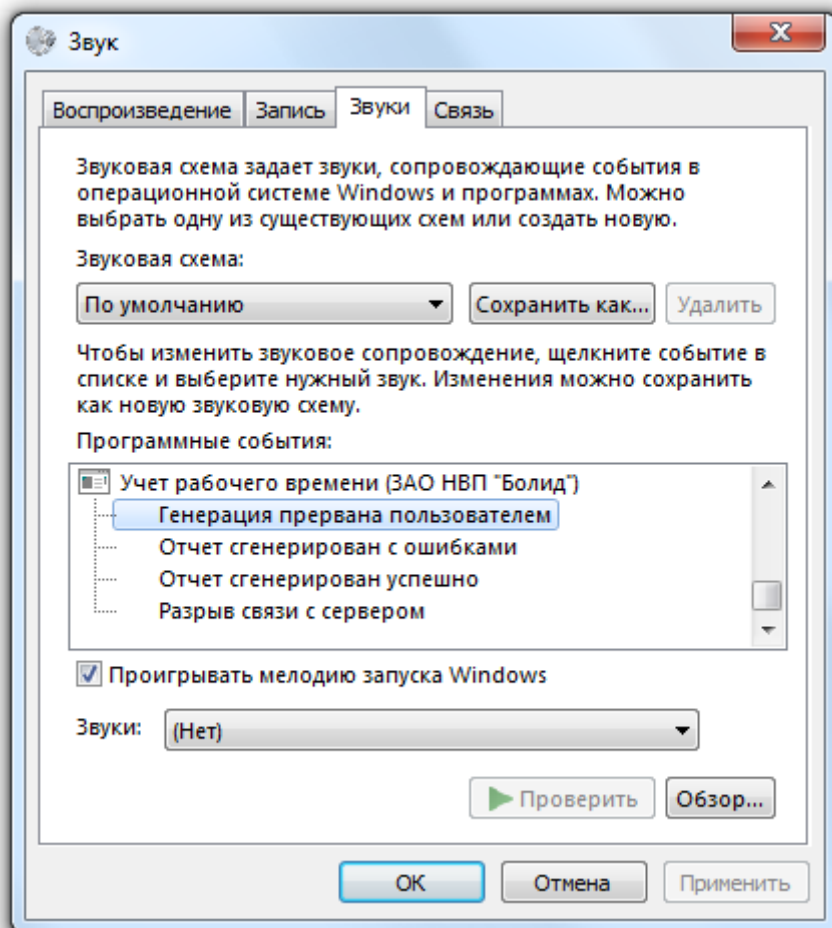 Звук
Воспроизведение Запись Звуки Связь
Звуковая схема задает звуки, сопровождающие события в
операционной системе Windows и программах. Можно
выбрать одну из существующих схем или создать новую.
Звуковая схема:
По умолчанию Сохранить как... Удалить
Чтобы изменить звуковое сопровождение, щелкните событие в
списке и выберите нужный звук. Изменения можно сохранить
как новую звуковую схему.
Программные события:
Учет рабочего времени (ЗАО НВП "Болид")
Генерация прервана пользователем
Отчет сгенерирован с ошибками
Отчет сгенерирован успешно
Разрыв связи с сервером
Проигрывать мелодию запуска Windows
Звуки: (Нет)
Проверить Обзор...
ОК Отмена Применить